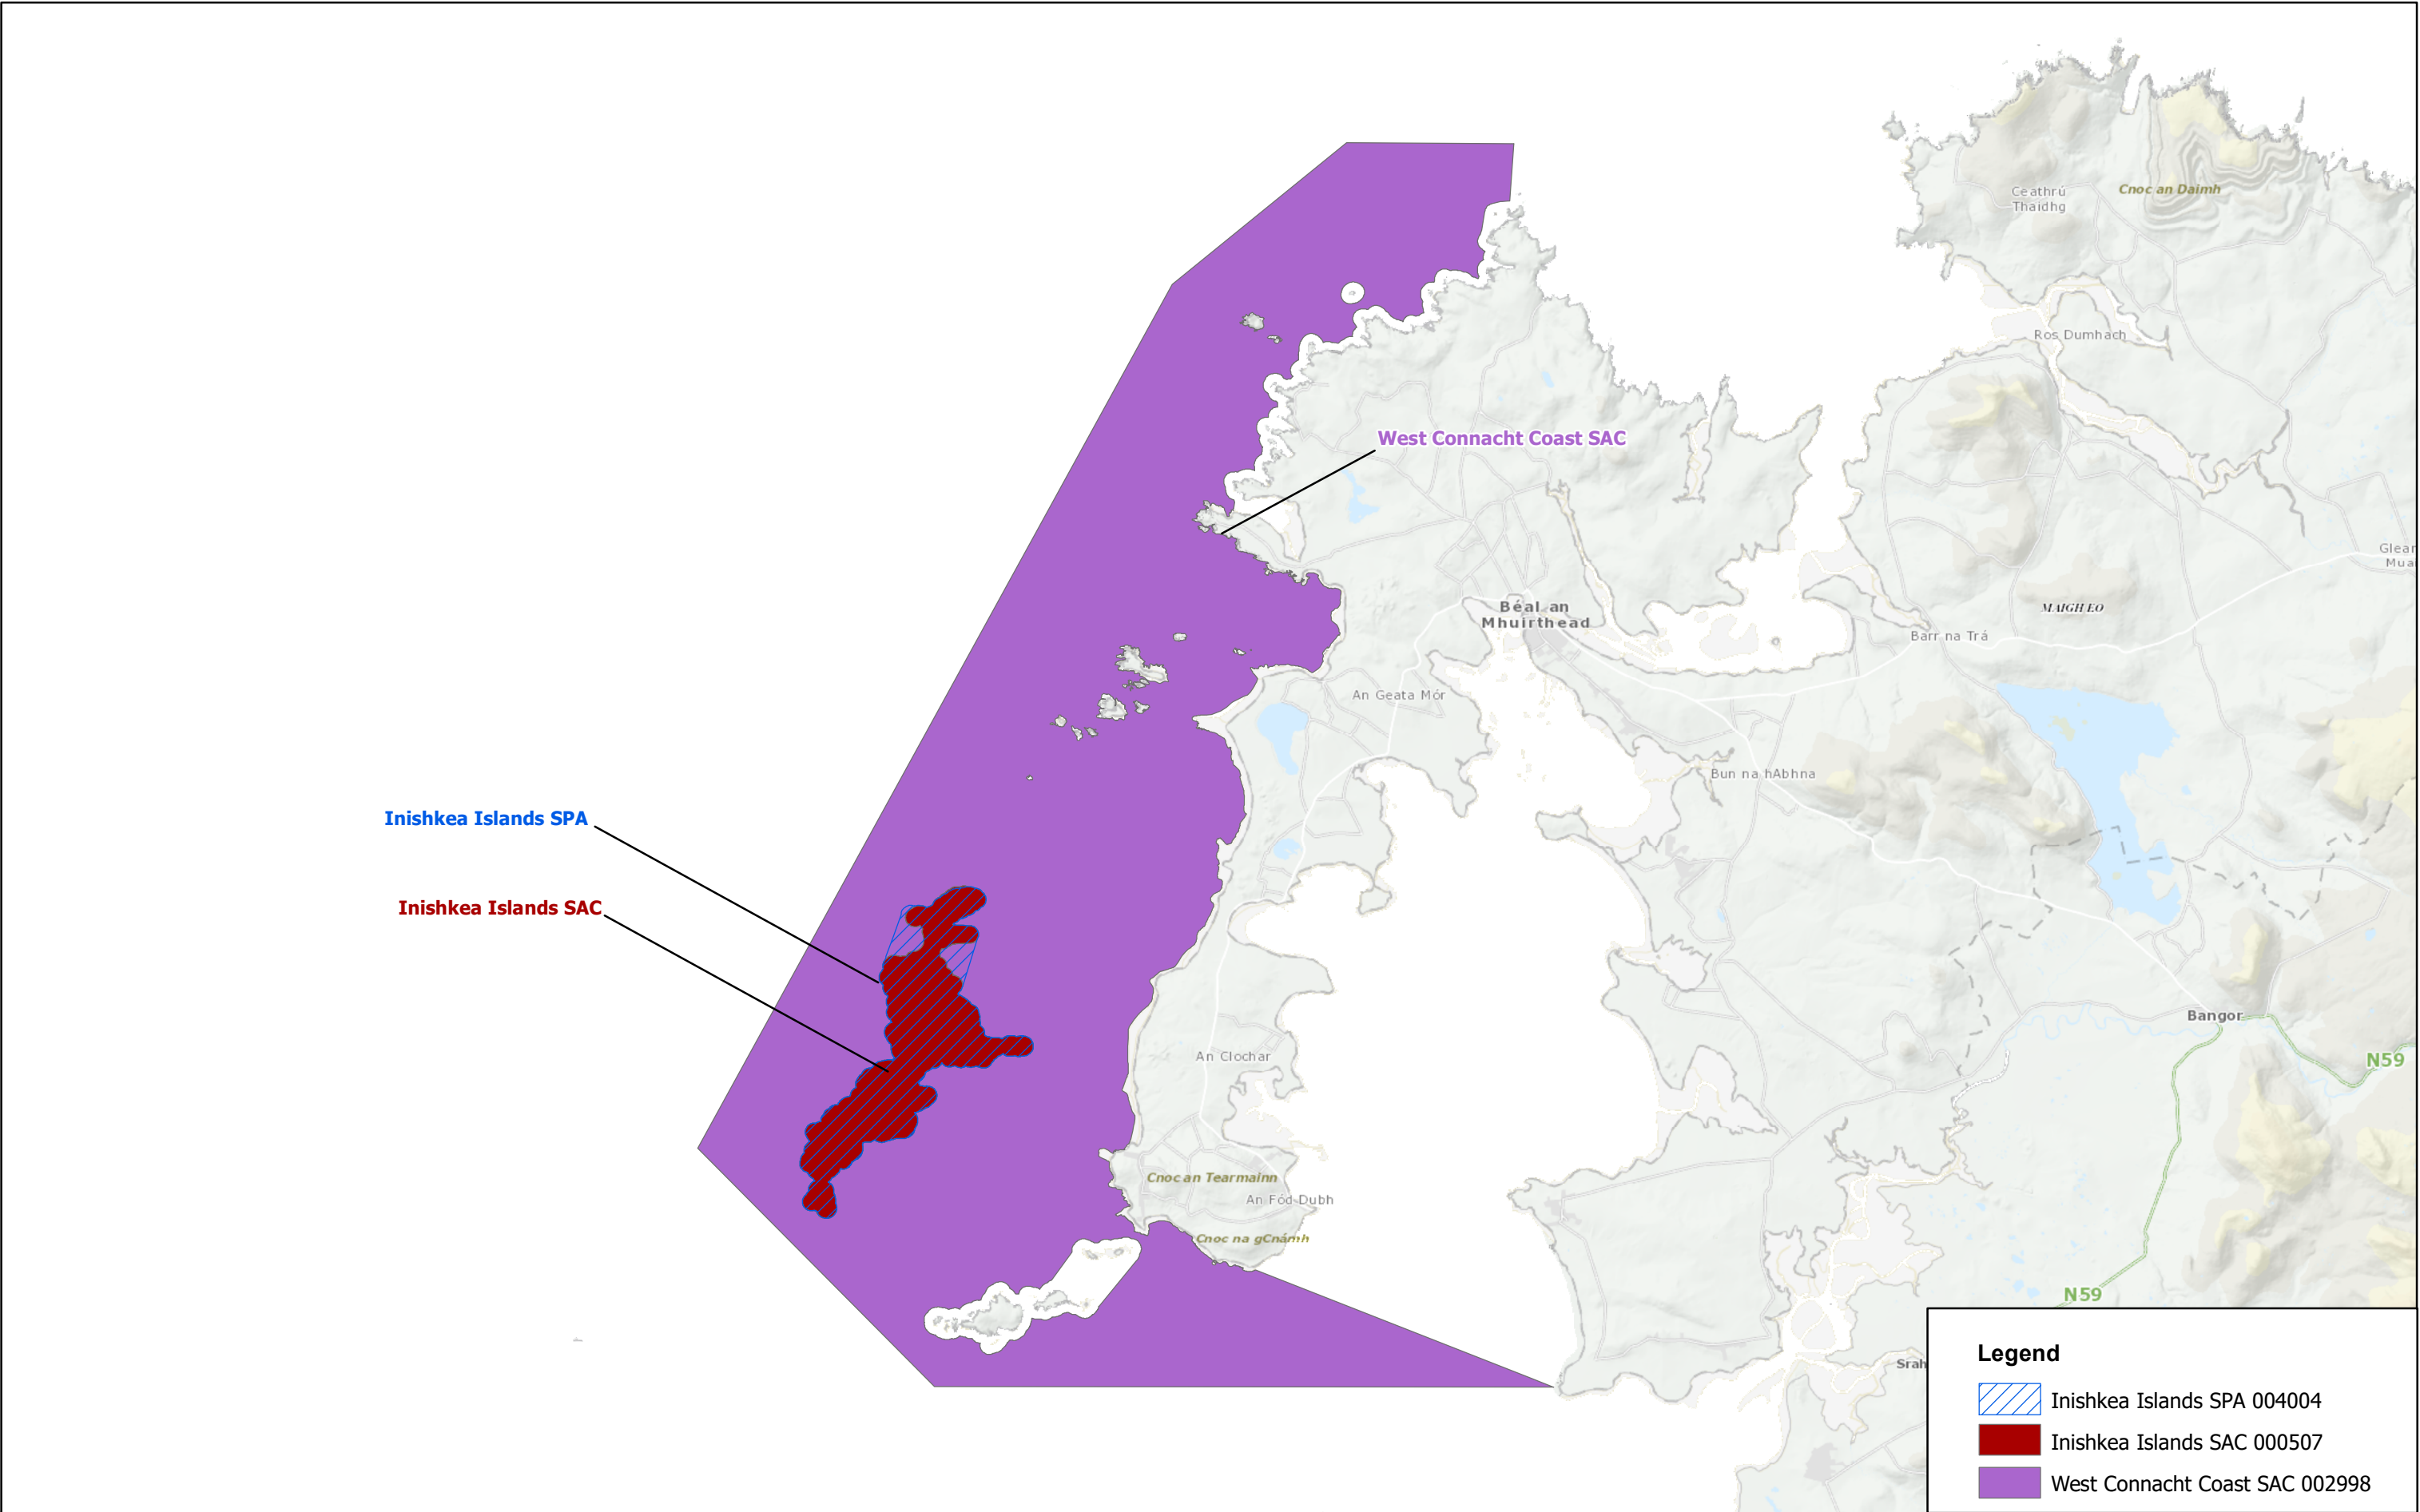 Ceathrú
Thaidhg
Cnoc an Daimh
Ros Dumhach
West Connacht Coast SAC
Glear
Mua
Béal an
Mhuirthead
MAIGH EO
Barr na Trá
An Geata Mór
Bun na hAbhna
Inishkea Islands SPA
Inishkea Islands SAC
Bangor
An Clochar
N59
Cnoc an Tearmainn
An Fód Dubh
Cnoc na gCnámh
N59
Srah
Legend
Inishkea Islands SPA 004004
Inishkea Islands SAC 000507
West Connacht Coast SAC 002998